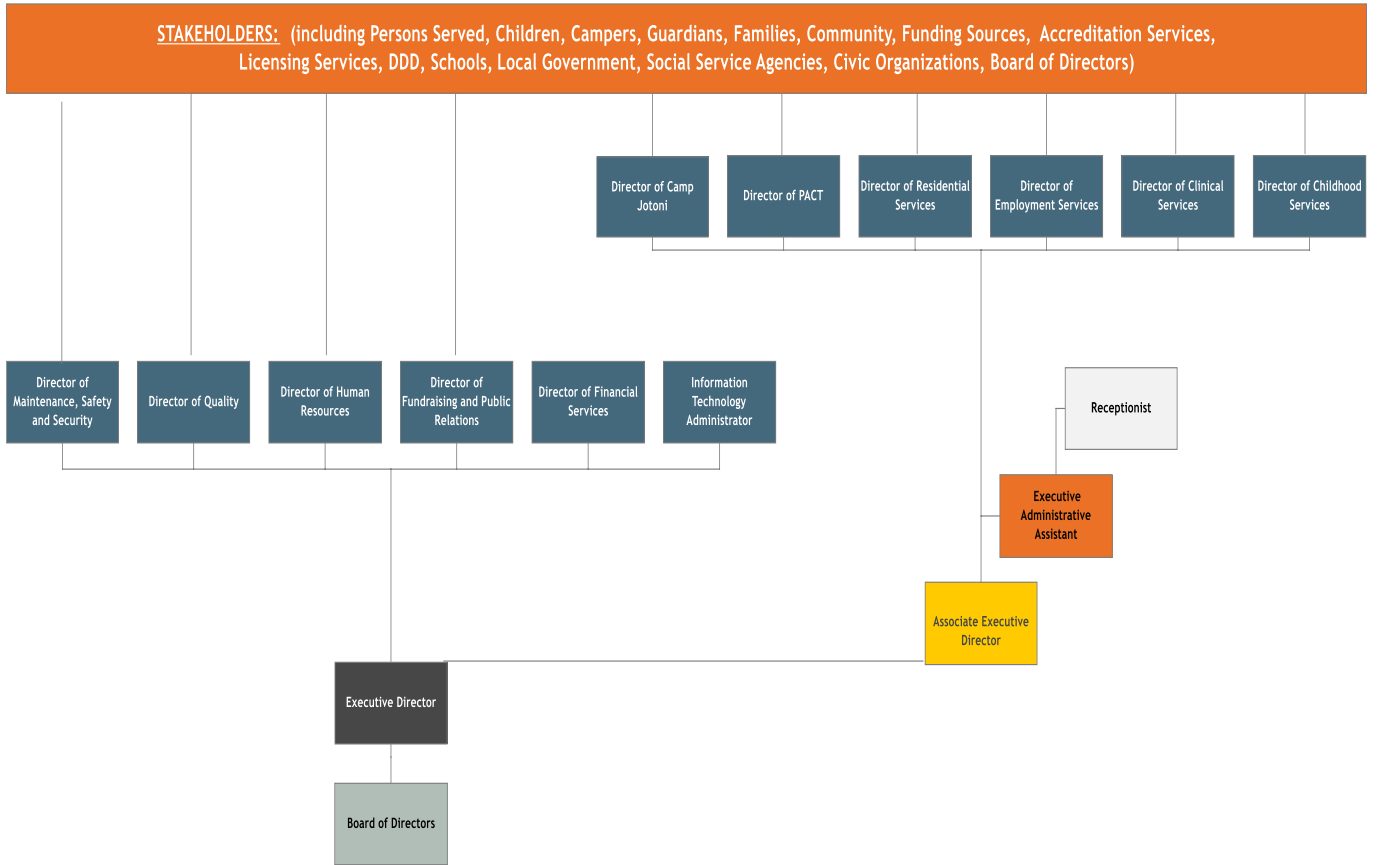 STAKEHOLDERS:  (including Persons Served, Children, Campers, Guardians, Families, Community, Funding Sources,  Accreditation Services,
Licensing Services, DDD, Schools, Local Government, Social Service Agencies, Civic Organizations, Board of Directors)
Director of Camp
Jotoni
Director of PACT
Director of Residential
Services
Director of
Employment Services
Director of Clinical
Services
Director of Childhood
Services
Director of
Maintenance, Safety
and Security
Director of Quality
Director of Human
Resources
Director of
Fundraising and Public
Relations
Director of Financial
Services
Information
Technology
Administrator
Receptionist
Executive
Administrative
Assistant
Associate Executive
Director
Executive Director
Board of Directors